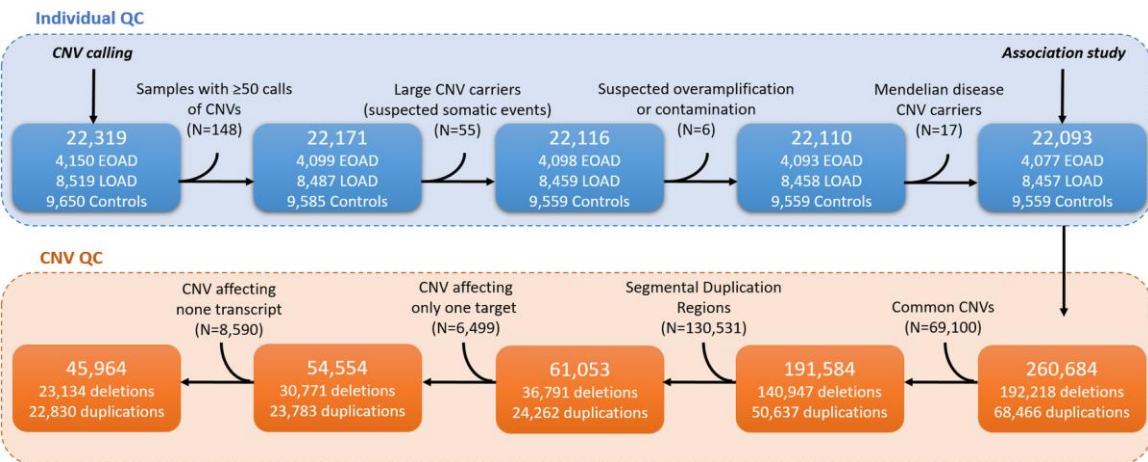 Individual QC
CNV calling
Association study
Samples with ≥50 calls
of CNVs
(N=148)
Large CNV carriers
(suspected somatic events)
(N=55)
Suspected overamplification
or contamination
(N=6)
Mendelian disease
CNV carriers
(N=17)
22,319
4,150 EOAD
8,519 LOAD
9,650 Controls
22,171
4,099 EOAD
8,487 LOAD
9,585 Controls
22,116
4,098 EOAD
8,459 LOAD
9,559 Controls
22,110
4,093 EOAD
8,458 LOAD
9,559 Controls
22,093
4,077 EOAD
8,457 LOAD
9,559 Controls
CNV QC
CNV affecting
none transcript
(N=8,590)
CNV affecting
only one target
(N=6,499)
Segmental Duplication
Regions
(N=130,531)
Common CNVs
(N=69,100)
45,964
23,134 deletions
22,830 duplications
54,554
30,771 deletions
23,783 duplications
61,053
36,791 deletions
24,262 duplications
191,584
140,947 deletions
50,637 duplications
260,684
192,218 deletions
68,466 duplications